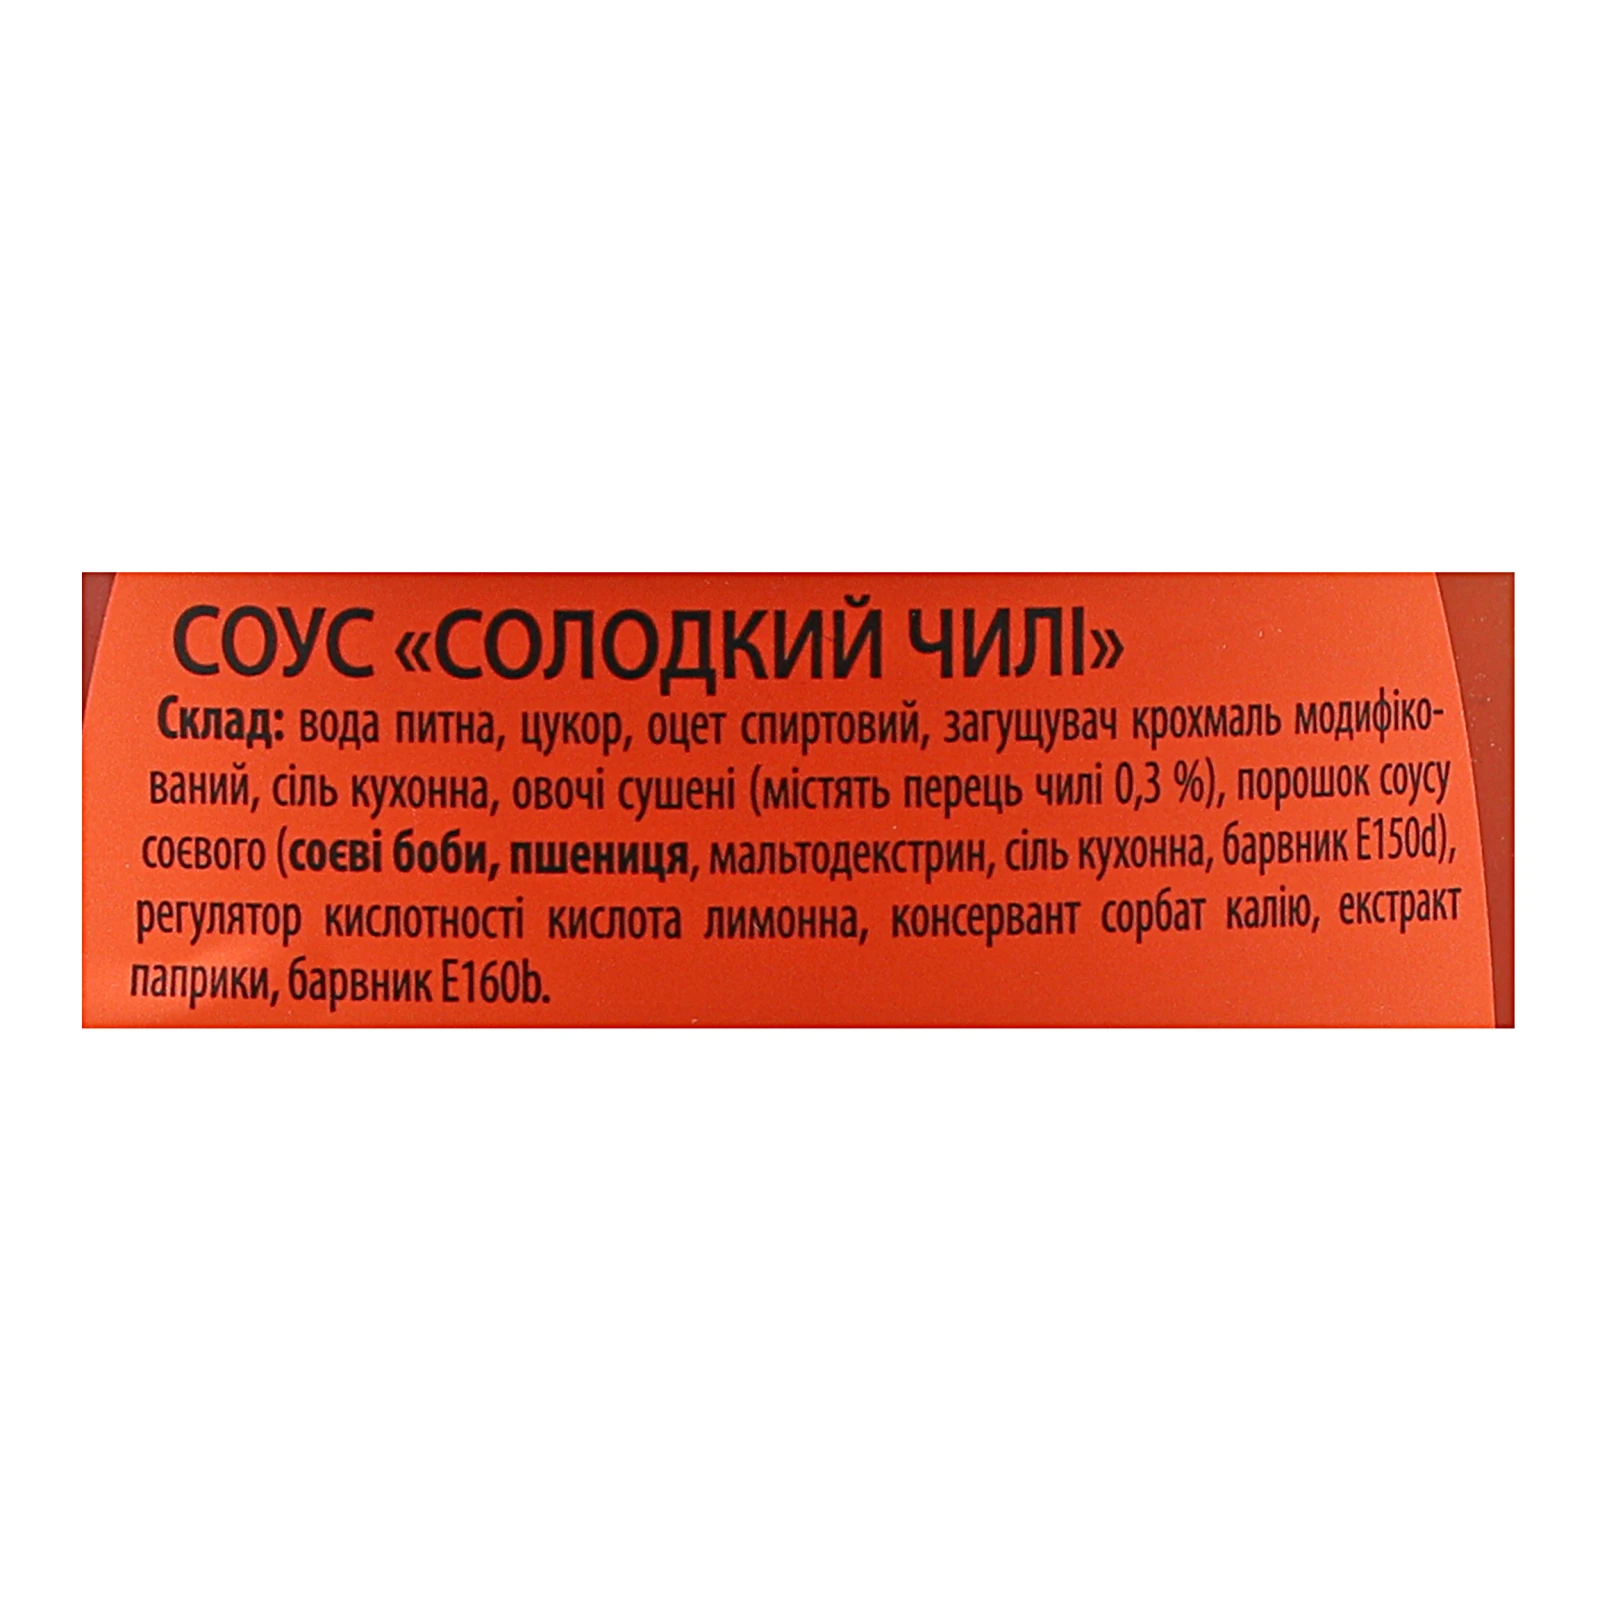 СОУС «СОЛОДКИЙ ЧИЛІ»
Склад: вода питна, цукор, оцет спиртовий, загущувач крохмаль модифіко-
ваний, сіль кухонна, овочі сушені (містять перець чилі 0,3 %), порошок соусу
соєвого (соєві боби, пшениця, мальтодекстрин, сіль кухонна, барвник E150d),
регулятор кислотності кислота лимонна, консервант сорбат калію, екстракт
паприки, барвник E160b.